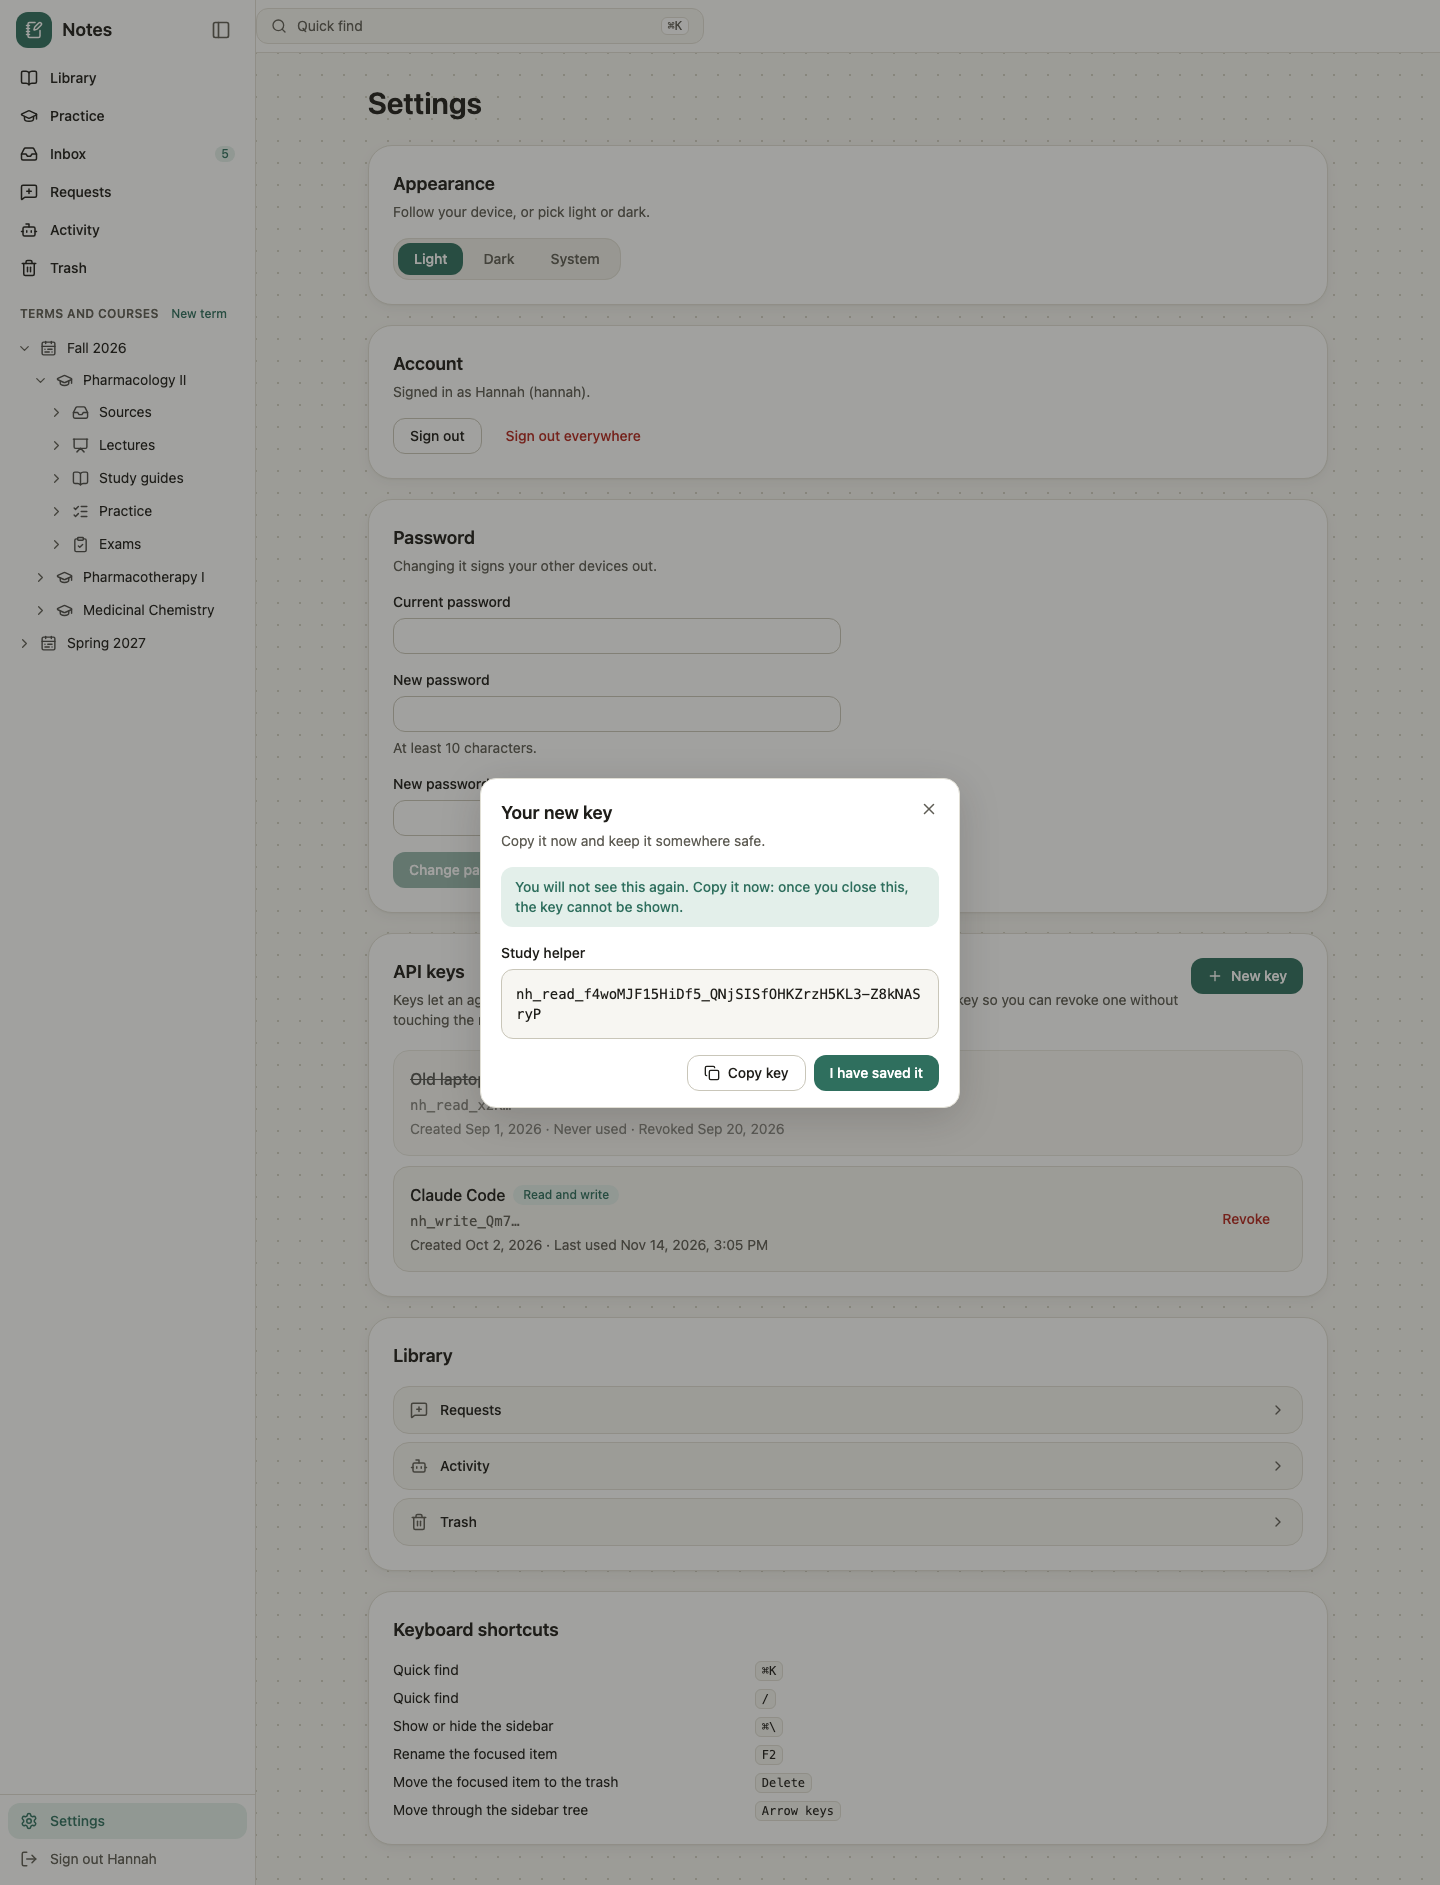 Notes
Library
Practice
Inbox
5
Requests
Activity
Trash
TERMS AND COURSES
New term
Fall 2026
Pharmacology II
Sources
Lectures
Study guides
Practice
Exams
Pharmacotherapy I
Medicinal Chemistry
Spring 2027
Settings
Sign out Hannah
Quick find
⌘K
Settings
Appearance
Follow your device, or pick light or dark.
Light
Dark
System
Account
Signed in as Hannah (hannah).
Sign out
Sign out everywhere
Password
Changing it signs your other devices out.
Current password
New password
At least 10 characters.
New password
Change pa
Your new key
Copy it now and keep it somewhere safe.
You will not see this again. Copy it now: once you close this,
the key cannot be shown.
Study helper
nh_read_f4woMJF15HiDf5_QNjSISfOHKZrzH5KL3-Z8kNAS
ryP
Copy key
I have saved it
API keys
New key
Keys let an ag
key so you can revoke one without
touching the
Old laptop
nh_read_x
Created Sep 1, 2026 · Never used · Revoked Sep 20, 2026
Claude Code
Read and write
nh_write_Qm7…
Created Oct 2, 2026 · Last used Nov 14, 2026, 3:05 PM
Revoke
Library
Requests
Activity
Trash
Keyboard shortcuts
Quick find
⌘K
Quick find
/
Show or hide the sidebar
⌘\
Rename the focused item
F2
Move the focused item to the trash
Delete
Move through the sidebar tree
Arrow keys